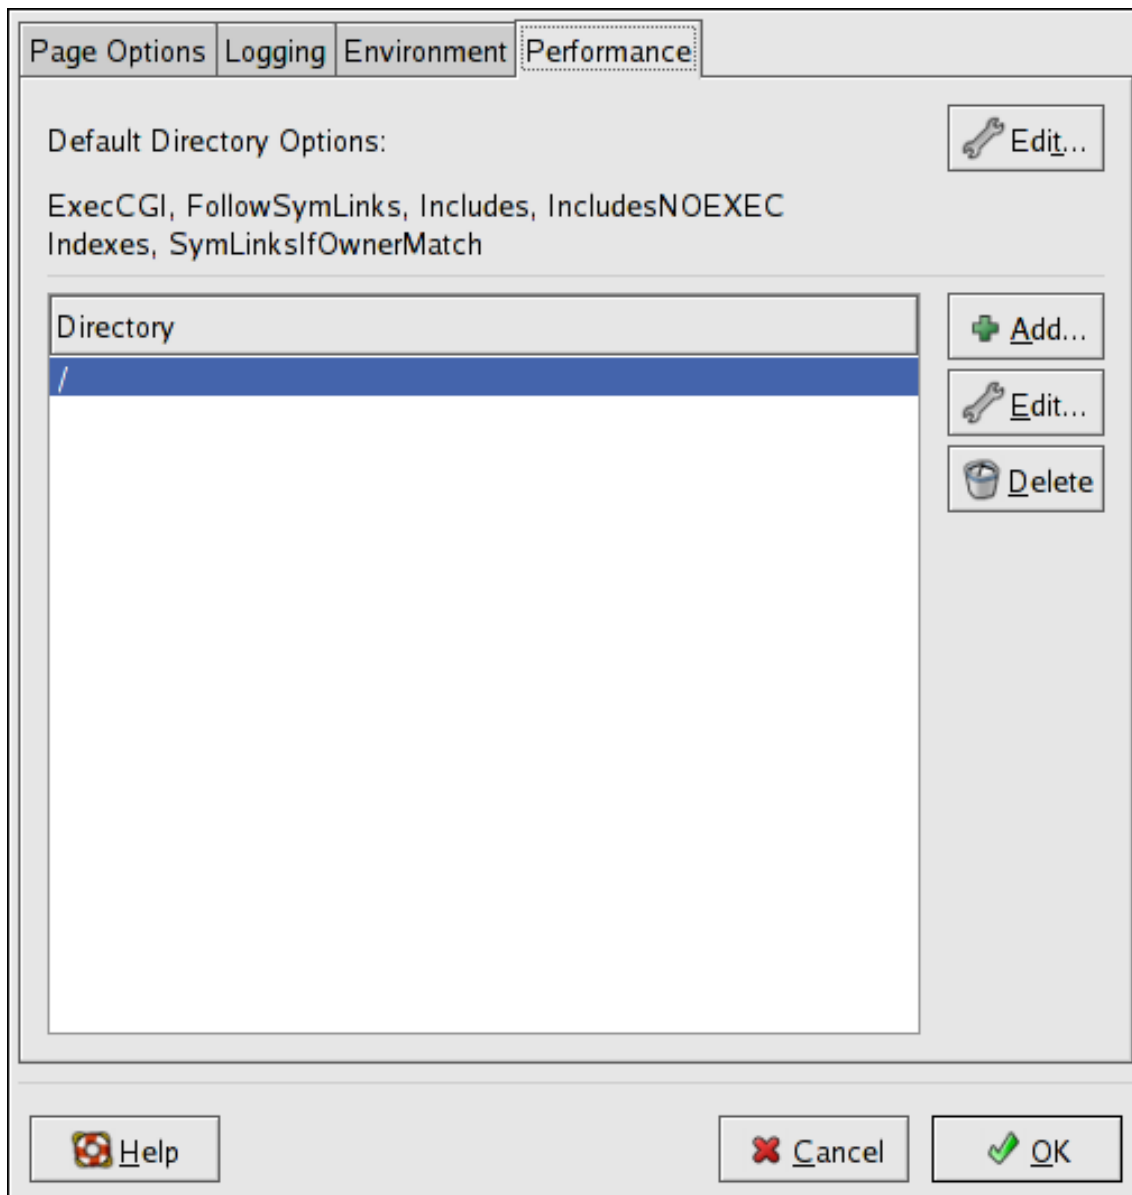 Page Options Logging Environment Performance
Default Directory Options:
Edit...
ExecCGI, FollowSymLinks, Includes, IncludesNOEXEC
Indexes, SymLinksIfOwnerMatch
Directory
/
Add...
Edit...
Delete
Help
Cancel
OK